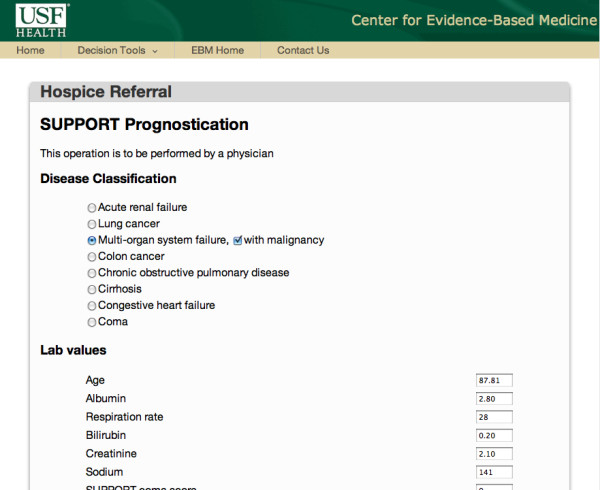 USF
HEALTH
Center for Evidence-Based Medicine
Home Decision Tools EBM Home Contact Us
Hospice Referral
SUPPORT Prognostication
This operation is to be performed by a physician
Disease Classification
Acute renal failure
Lung cancer
Multi-organ system failure, with malignancy
Colon cancer
Chronic obstructive pulmonary disease
Cirrhosis
Congestive heart failure
Coma
Lab values
Age 87.81
Albumin 2.80
Respiration rate 28
Bilirubin 0.20
Creatinine 2.10
Sodium 141
SUPPORT coma score